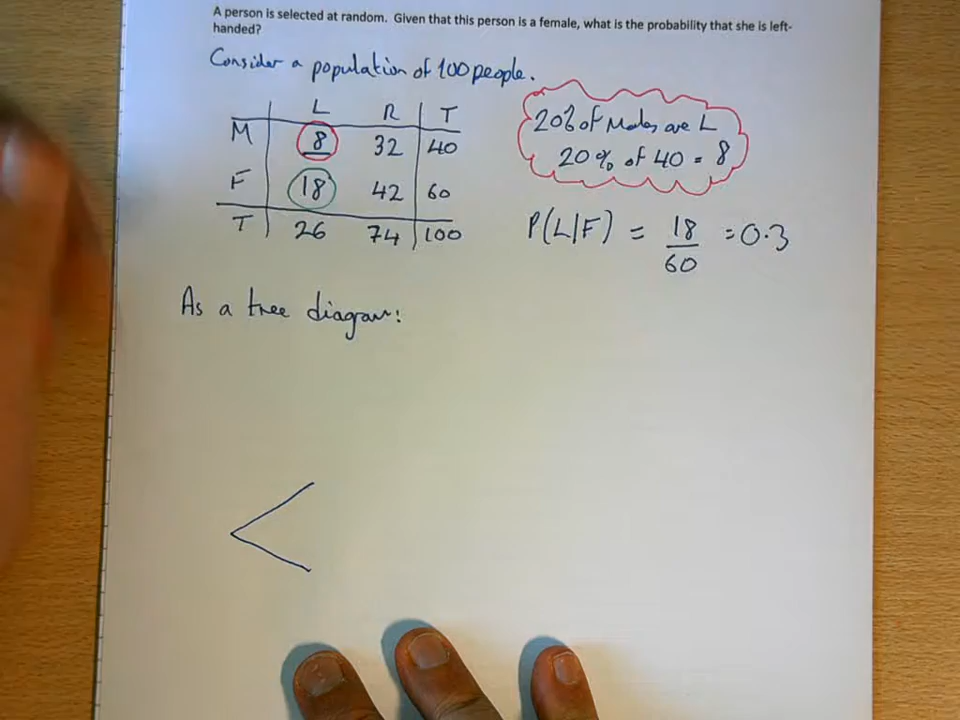 A person is selected at random. Given that this person is a female, what is the probability that she is left-
handed?
Consider a population of 100 people.
L R T
M 8 32 40
F 18 42 60
T 26 74 100
20% of Males are L
20% of 40 = 8
P(L|F) = 18/60 = 0.3
As a tree diagram: